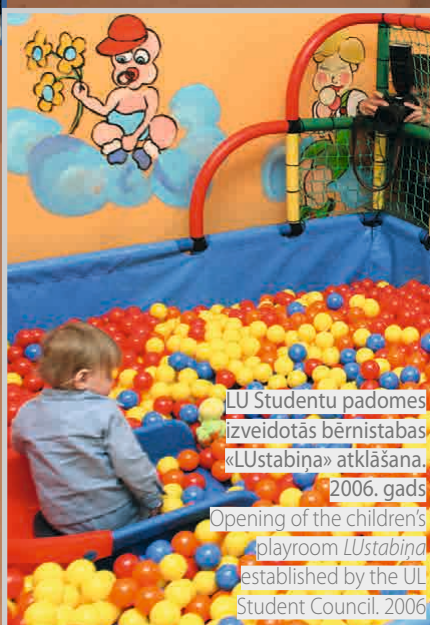 LU Studentu padomes
izveidotās bērnistabas
«LUstabiņa» atklāšana.
2006. gads
Opening of the children's
playroom LUstabiņa
established by the UL
Student Council. 2006